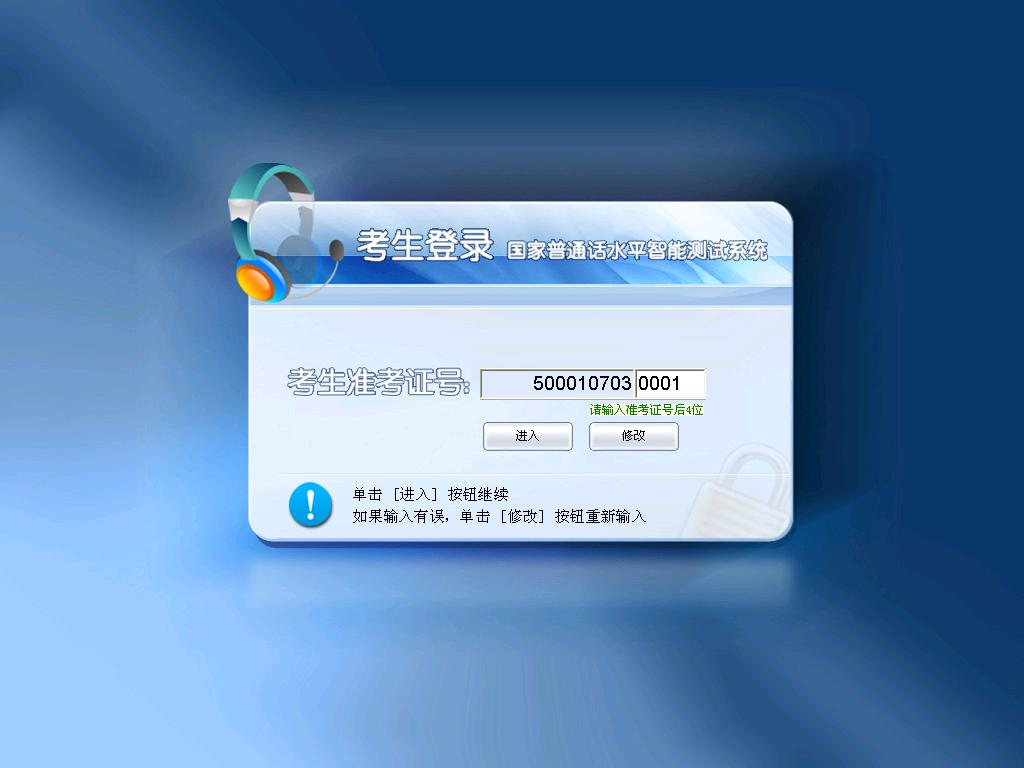 考生登录 国家普通话水平智能测试系统
考生准考证号: 500010703 0001
请输入准考证号后4位
进入 修改
单击 [进入] 按钮继续
如果输入有误, 单击 [修改] 按钮重新输入